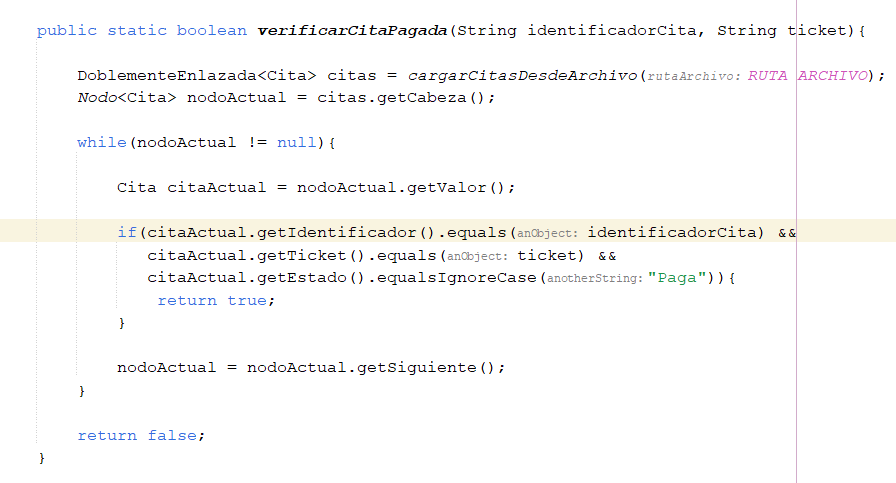 public static boolean verificarCitaPagada(String identificadorCita, String ticket){
DoblementeEnlazada<Cita> citas = cargarCitasDesdeArchivo(rutaArchivo: RUTA ARCHIVO);
Nodo<Cita> nodoActual = citas.getCabeza();
while(nodoActual != null){
Cita citaActual = nodoActual.getValor();
if(citaActual.getIdentificador().equals(anObject: identificadorCita) &&
citaActual.getTicket().equals(anObject: ticket) &&
citaActual.getEstado().equalsIgnoreCase(anotherString: "Paga")){
return true;
}
nodoActual = nodoActual.getSiguiente();
}
return false;
}